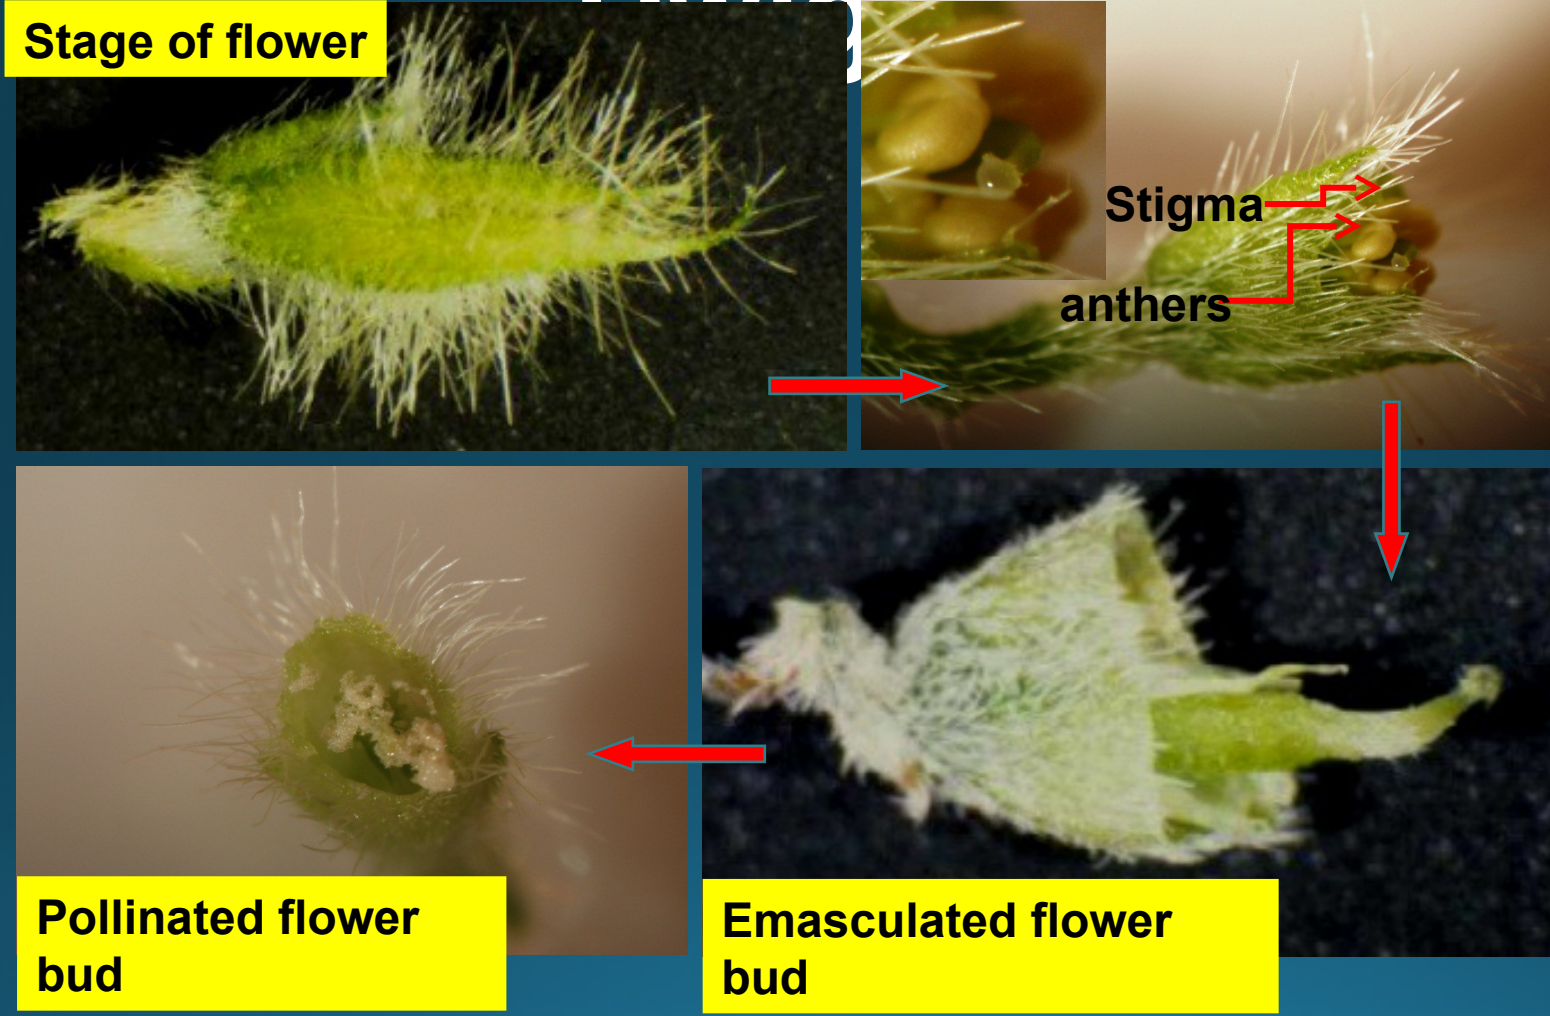 Stage of flower
Stigma
anthers
Pollinated flower
bud
Emasculated flower
bud